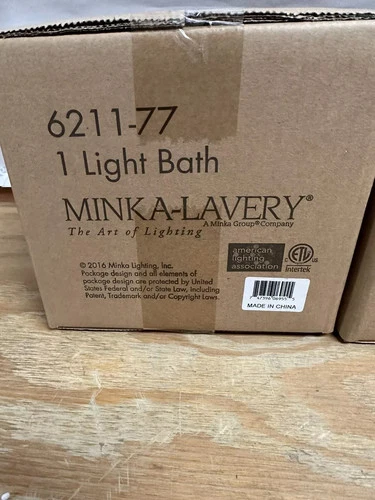 6211-77
1 Light Bath
MINKA-LAVERY®
A Minka Group® Company
The Art of Lighting
american
lighting
association
ETL
C US
Intertek
© 2016 Minka Lighting, Inc.
Package design and all elements of
package design are protected by United
States Federal and/or State Law, including
Patent, Trademark and/or Copyright Laws.
MADE IN CHINA